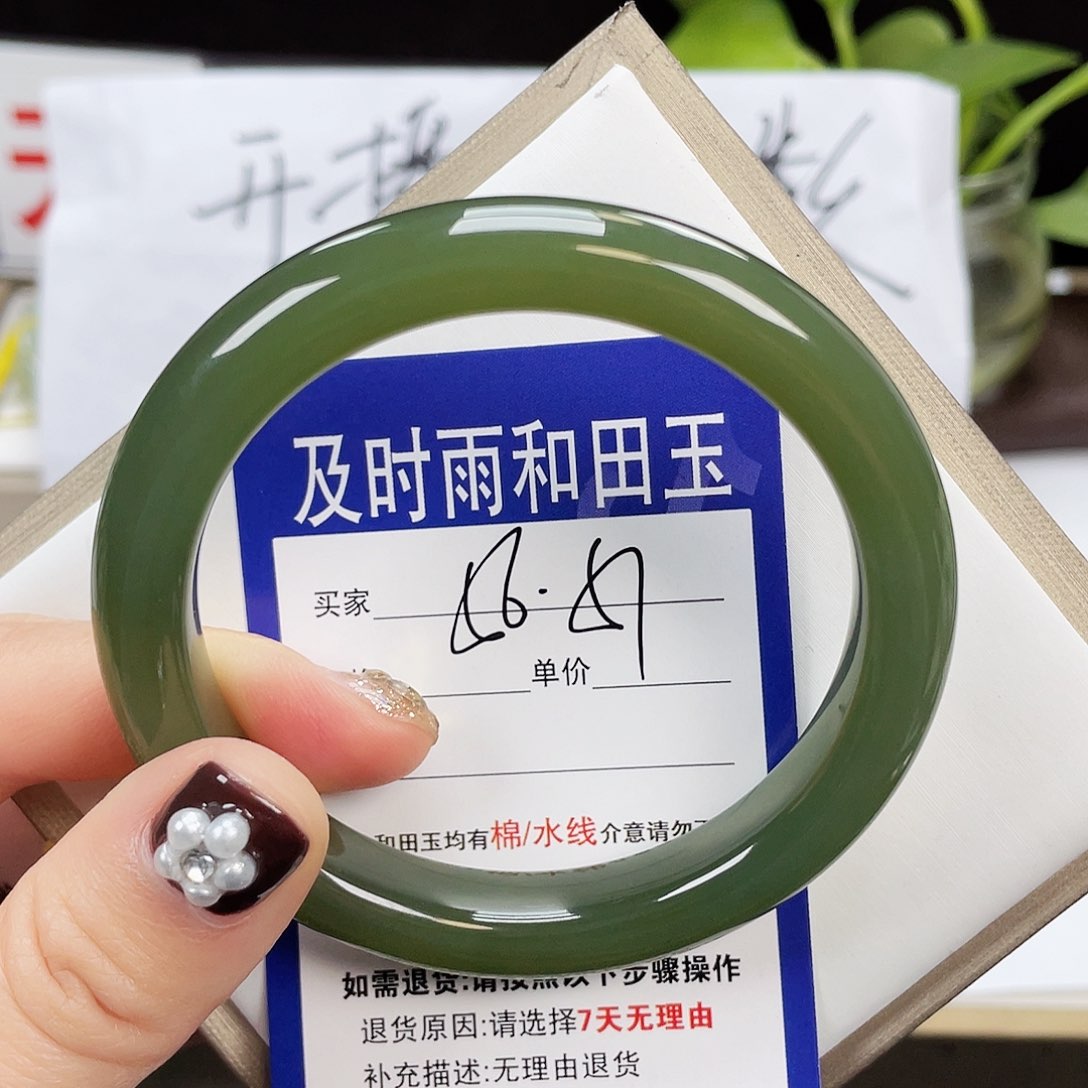 开播
及时雨和田玉
买家
单价
和田玉均有棉/水线介意请勿
如需退货:请按照以下步骤操作
退货原因:请选择7天无理由
补充描述:无理由退货